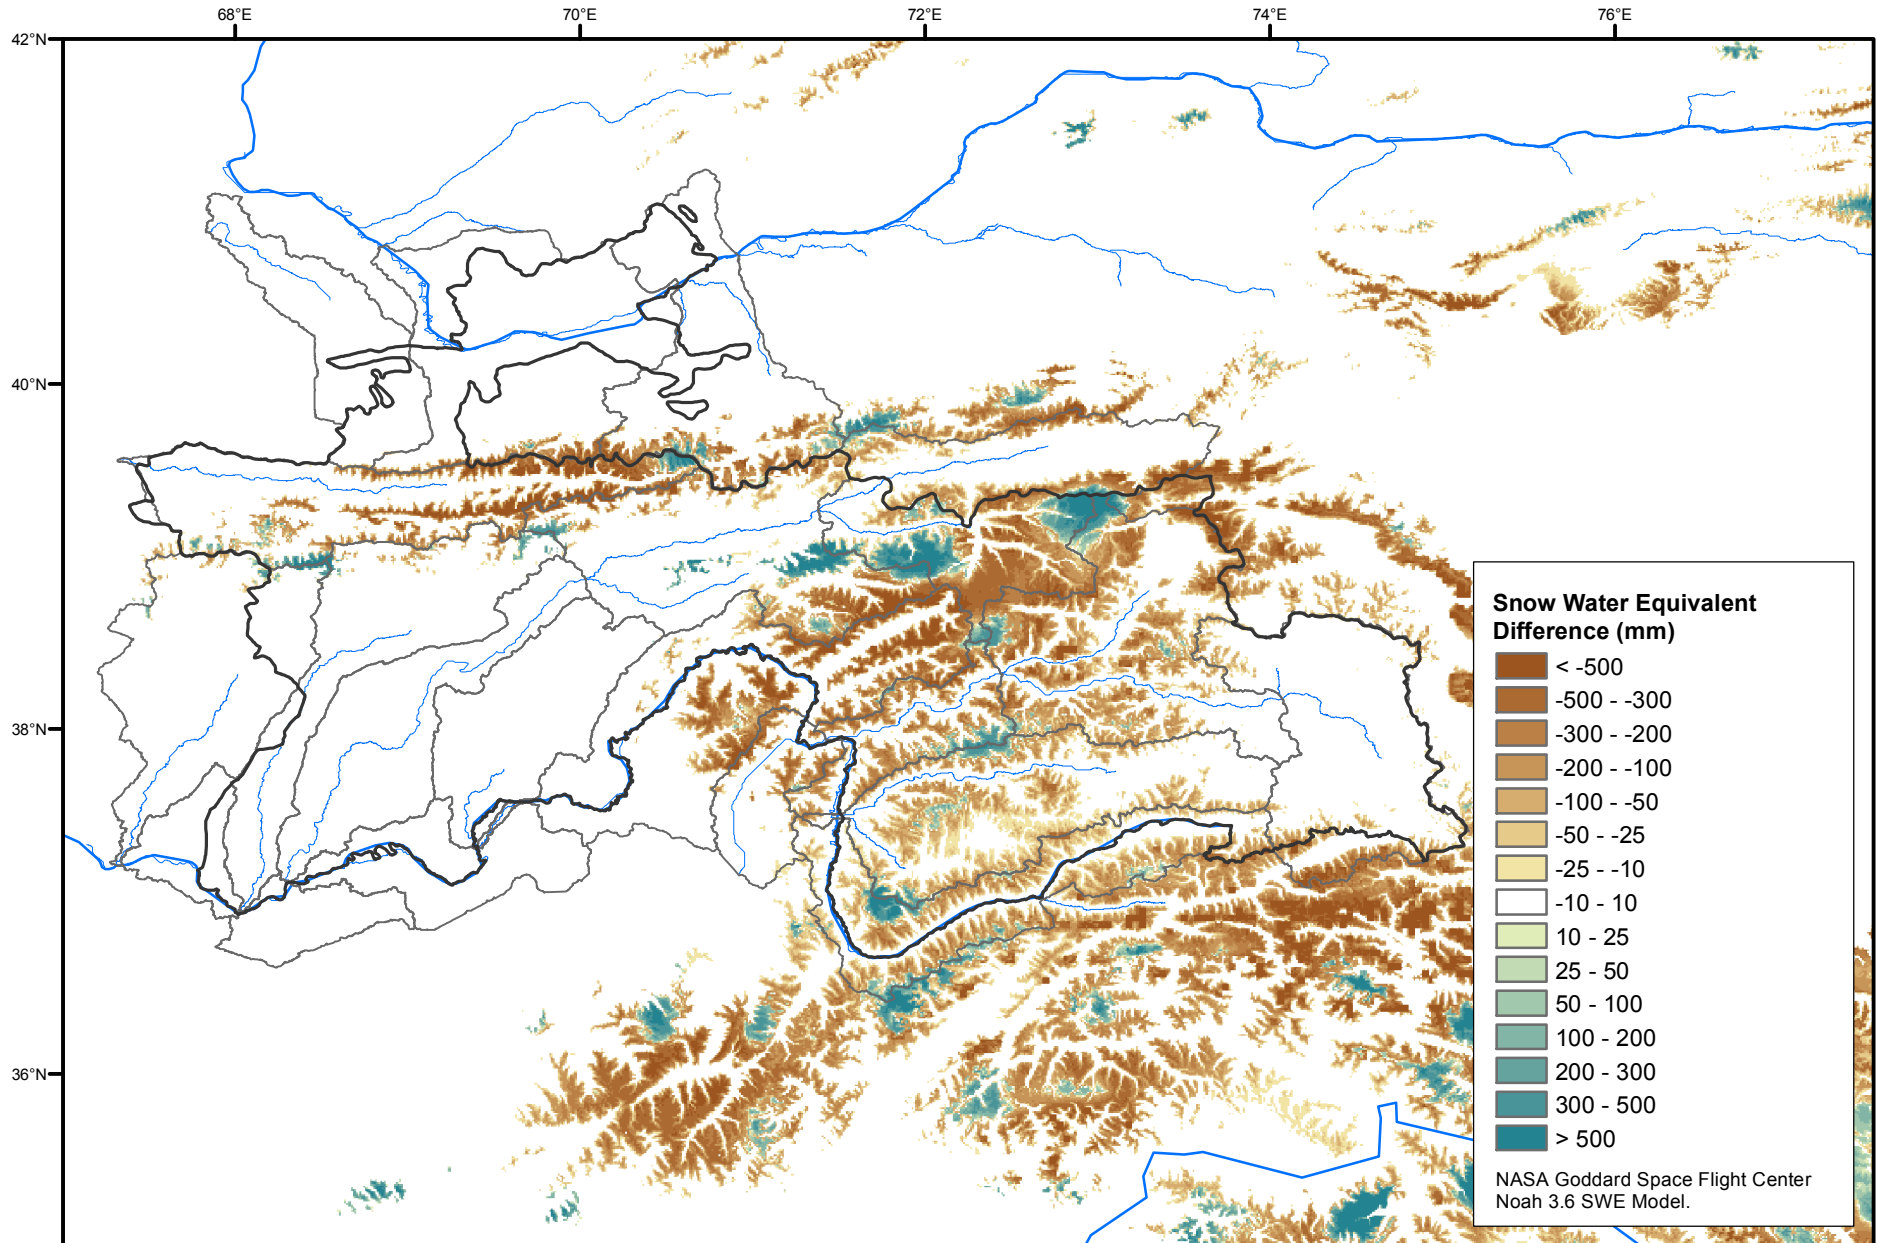 68°E 70°E 72°E 74°E 76°E
42°N
40°N
38°N
36°N
Snow Water Equivalent
Difference (mm)
< -500
-500 - -300
-300 - -200
-200 - -100
-100 - -50
-50 - -25
-25 - -10
-10 - 10
10 - 25
25 - 50
50 - 100
100 - 200
200 - 300
300 - 500
> 500
NASA Goddard Space Flight Center
Noah 3.6 SWE Model.